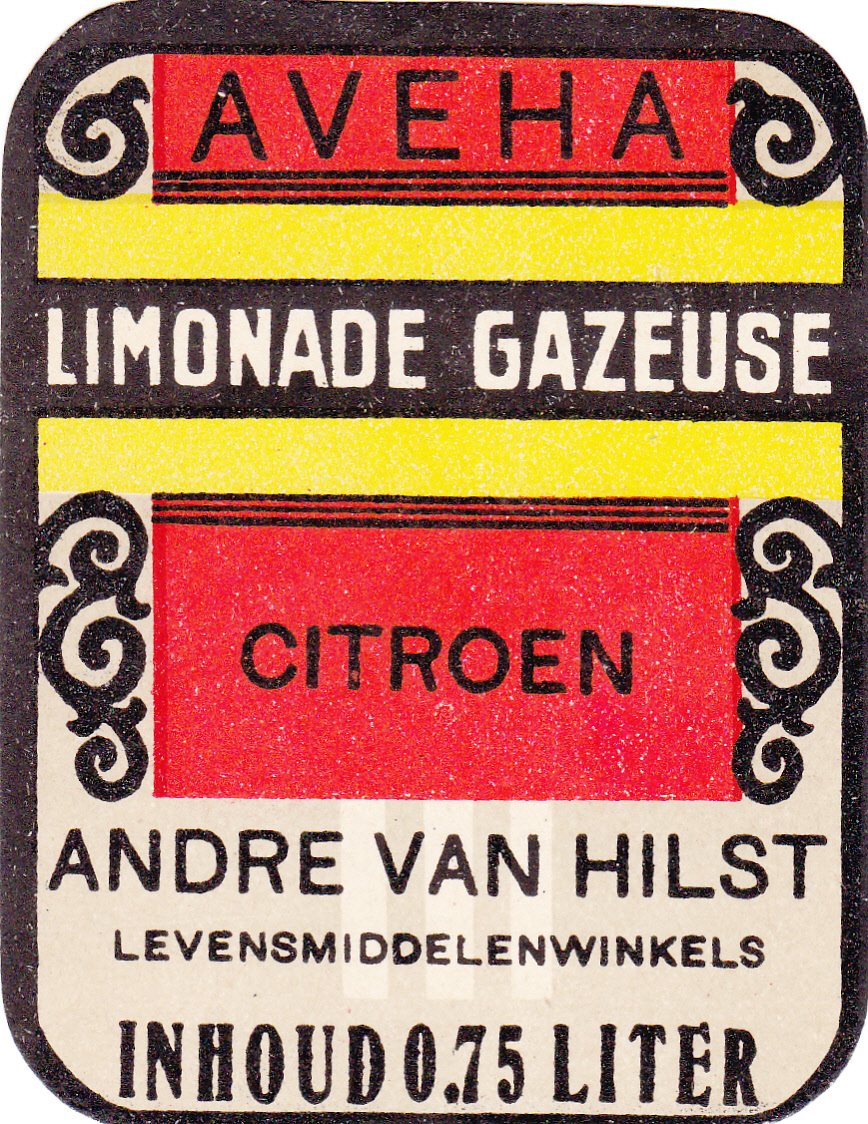 AVEHA
LIMONADE GAZEUSE
CITROEN
ANDRE VAN HILST
LEVENSMIDDELENWINKELS
INHOUD 0.75 LITER